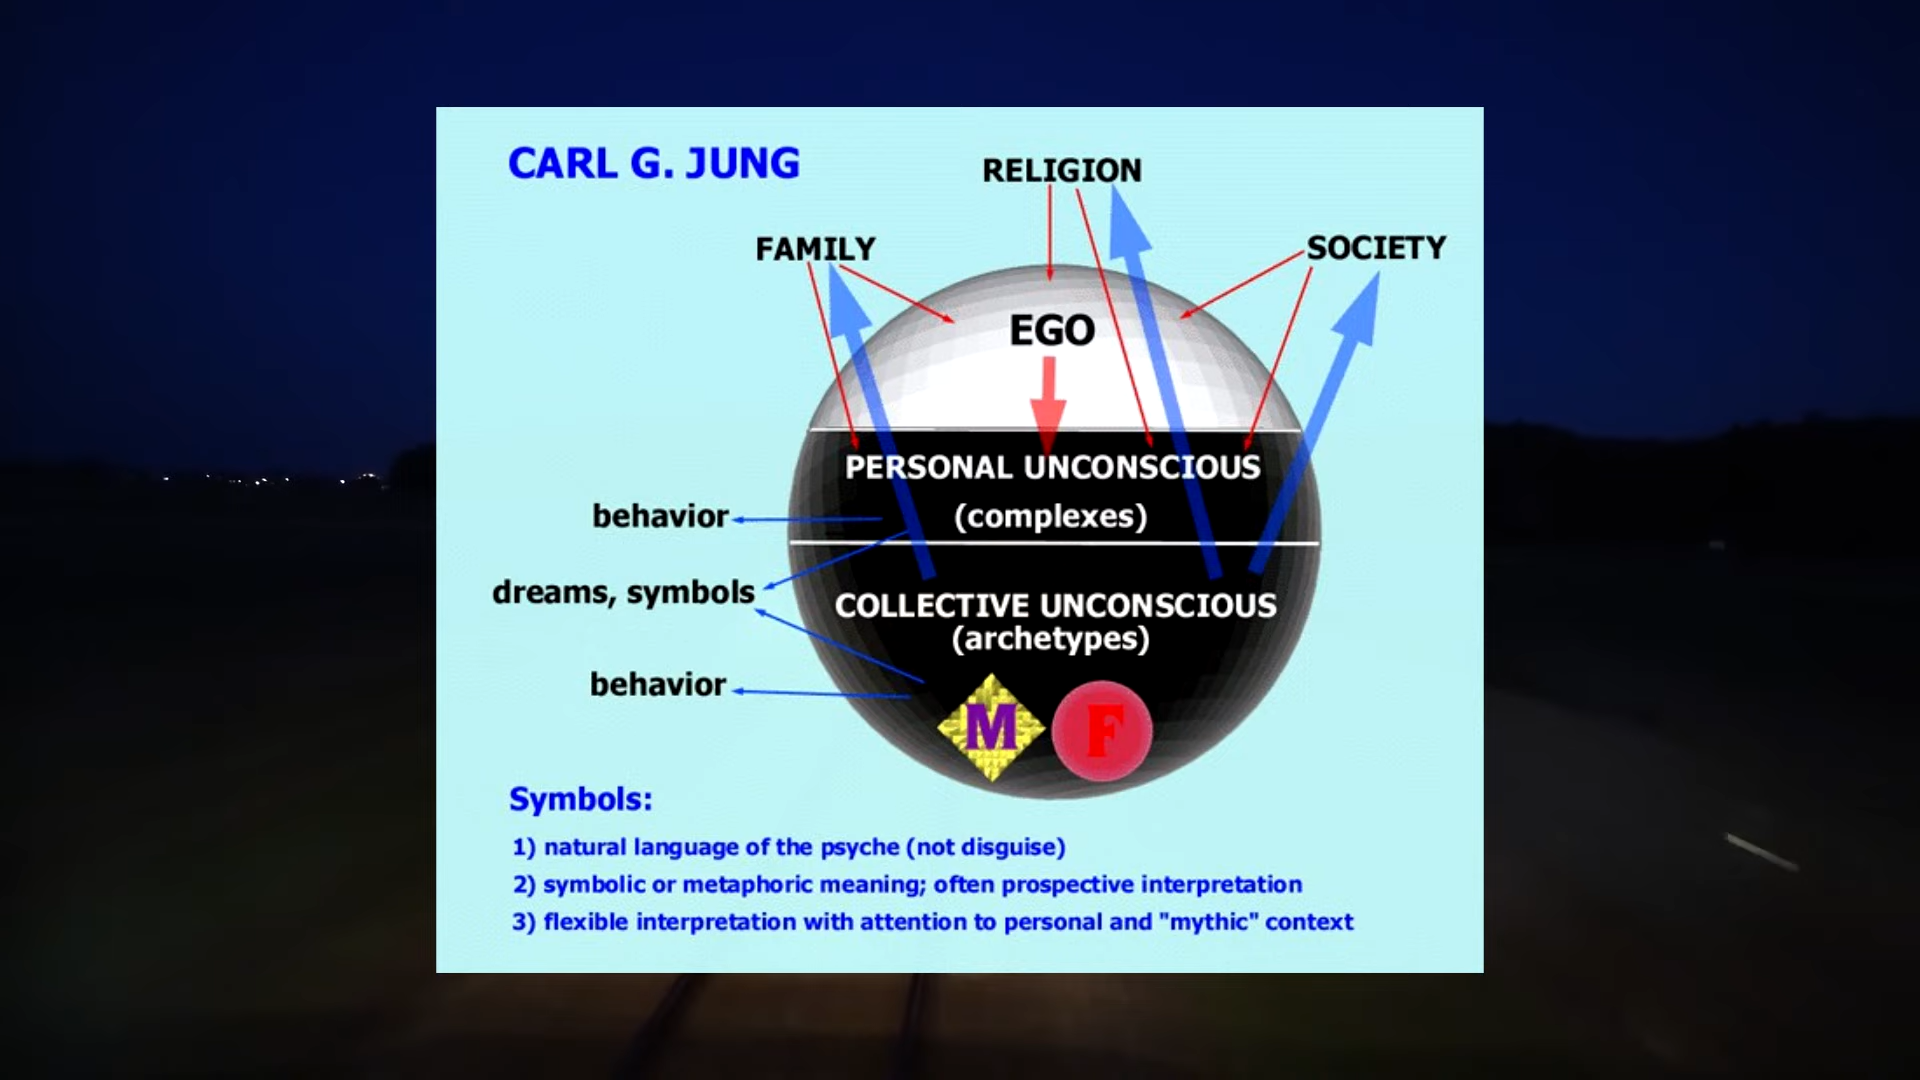 CARL G. JUNG
RELIGION
FAMILY
SOCIETY
EGO
PERSONAL UNCONSCIOUS
(complexes)
behavior
dreams, symbols
COLLECTIVE UNCONSCIOUS
(archetypes)
behavior
M F
Symbols:
1) natural language of the psyche (not disguise)
2) symbolic or metaphoric meaning; often prospective interpretation
3) flexible interpretation with attention to personal and "mythic" context